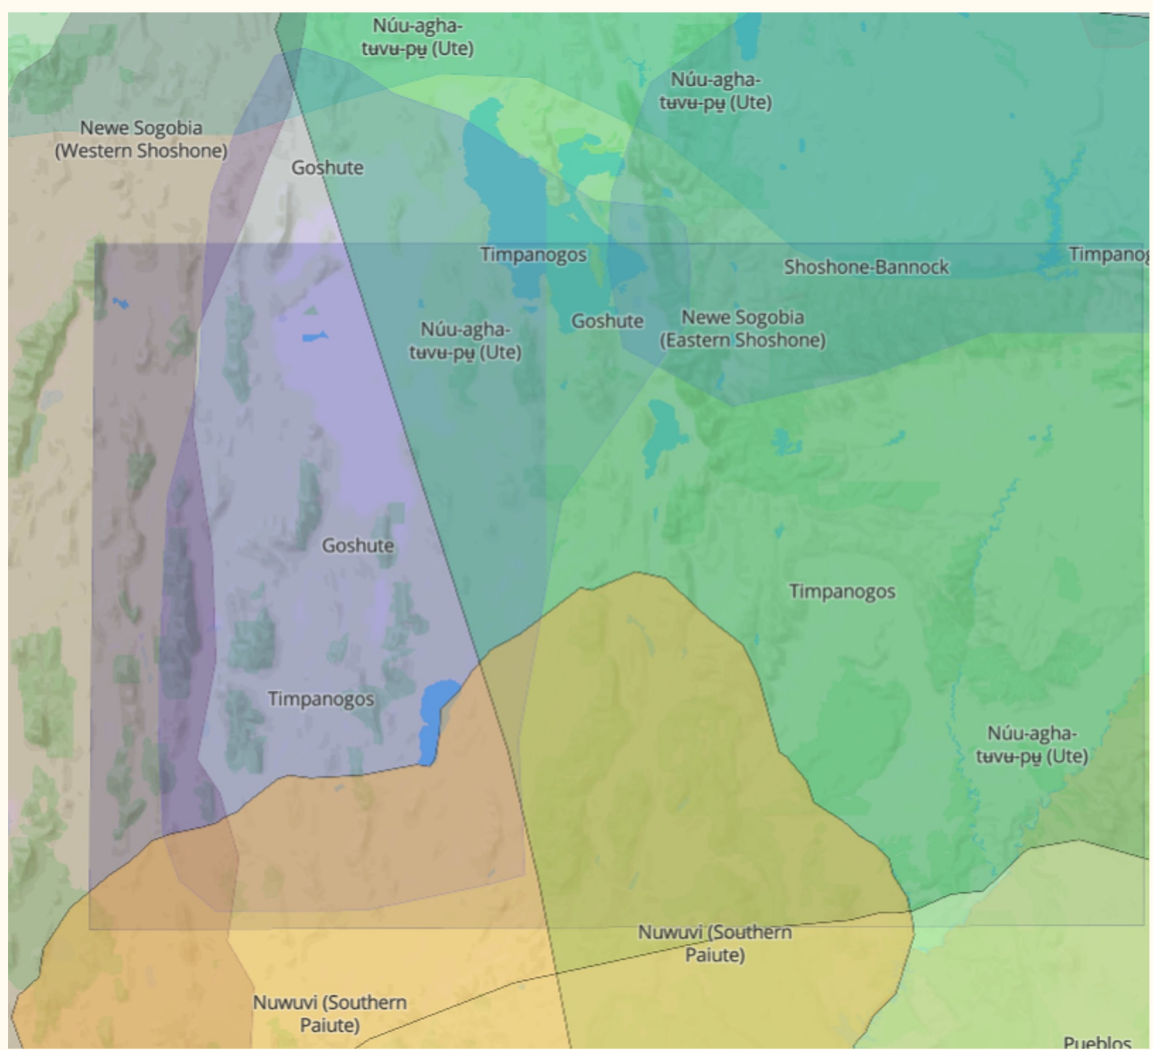 Núu-agha-
tʉvʉ-pʉ̱ (Ute)
Núu-agha-
tʉvʉ-pʉ̱ (Ute)
Newe Sogobia
(Western Shoshone)
Goshute
Timpanogos
Shoshone-Bannock
Timpanog
Núu-agha-
tʉvʉ-pʉ̱ (Ute)
Goshute
Newe Sogobia
(Eastern Shoshone)
Goshute
Timpanogos
Timpanogos
Núu-agha-
tʉvʉ-pʉ̱ (Ute)
Nuwuvi (Southern
Paiute)
Nuwuvi (Southern
Paiute)
Pueblos